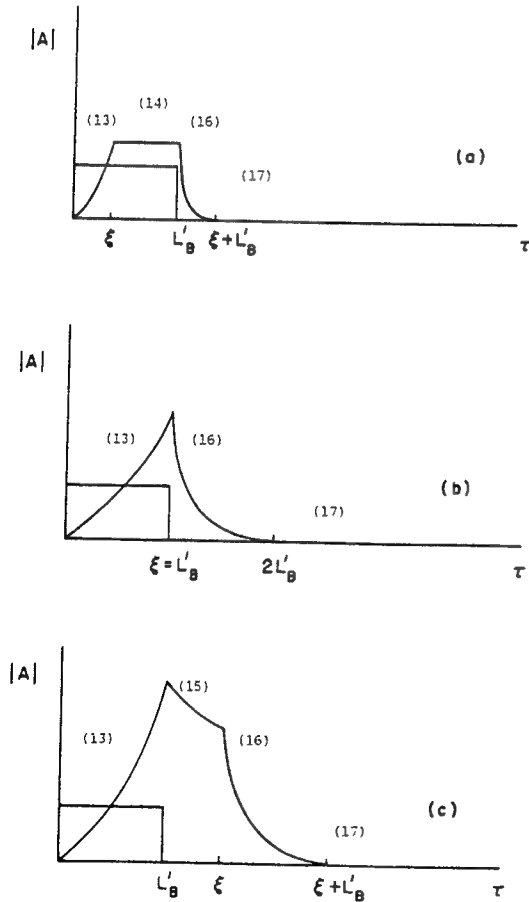 |A|
(14)
(13) (16)
(a)
(17)
ξ L'B ξ+L'B τ
|A|
(13) (16)
(b)
(17)
ξ=L'B 2L'B τ
|A|
(15)
(13) (16)
(c)
(17)
L'B ξ ξ+L'B τ